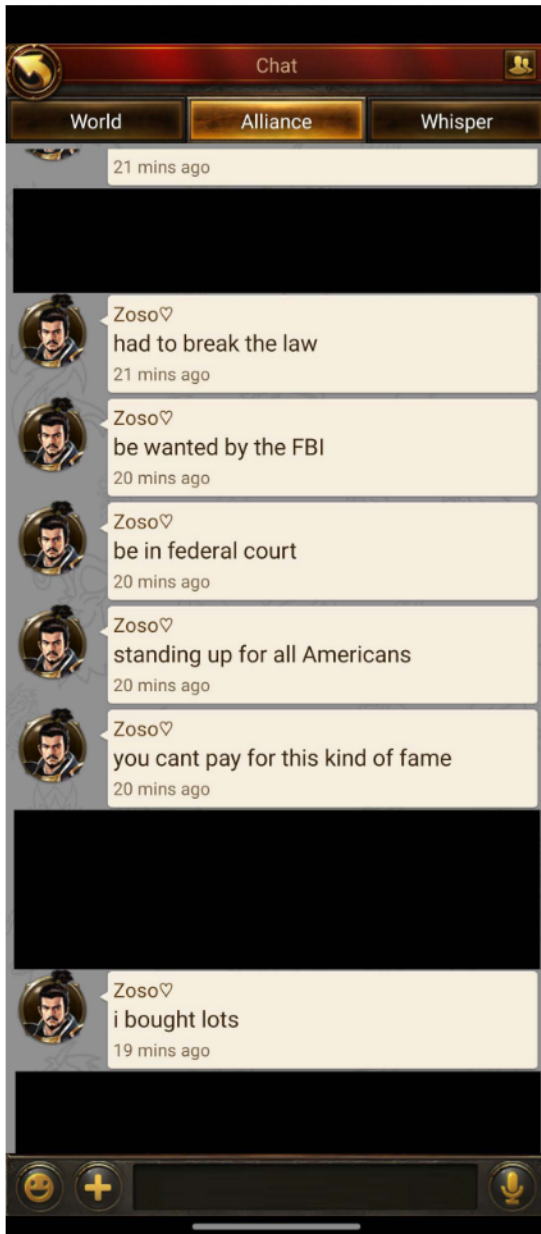 Chat
World
Alliance
Whisper
21 mins ago
Zoso♡
had to break the law
21 mins ago
Zoso♡
be wanted by the FBI
20 mins ago
Zoso♡
be in federal court
20 mins ago
Zoso♡
standing up for all Americans
20 mins ago
Zoso♡
you cant pay for this kind of fame
20 mins ago
Zoso♡
i bought lots
19 mins ago